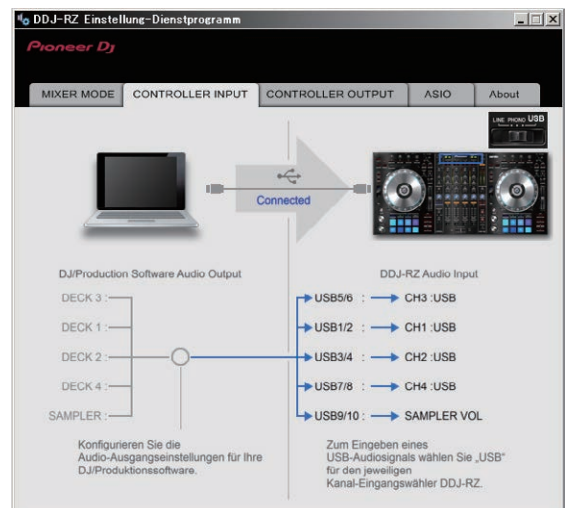 DDJ-RZ Einstellung-Dienstprogramm
Pioneer Dj
MIXER MODE CONTROLLER INPUT CONTROLLER OUTPUT ASIO About
LINE PHONO USB
Connected
DJ/Production Software Audio Output DDJ-RZ Audio Input
DECK 3 : USB5/6 : CH3 :USB
DECK 1 : USB1/2 : CH1 :USB
DECK 2 : USB3/4 : CH2 :USB
DECK 4 : USB7/8 : CH4 :USB
SAMPLER : USB9/10 : SAMPLER VOL
Konfigurieren Sie die
Audio-Ausgangseinstellungen für Ihre
DJ/Produktionssoftware.
Zum Eingeben eines
USB-Audiosignals wählen Sie „USB“
für den jeweiligen
Kanal-Eingangswähler DDJ-RZ.